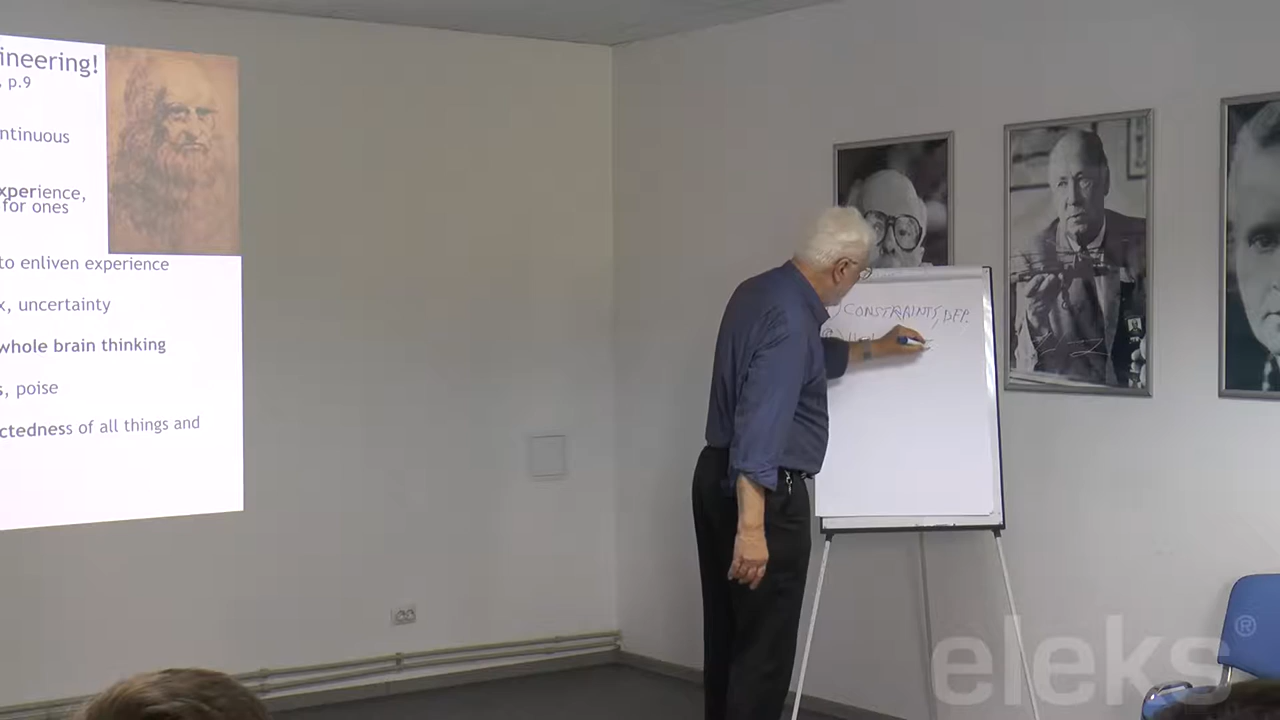 ineering!
, p.9
ntinuous
xperience,
for ones
to enliven experience
x, uncertainty
whole brain thinking
s, poise
ctedness of all things and
) CONSTRAINTS, DEP.
eleks®